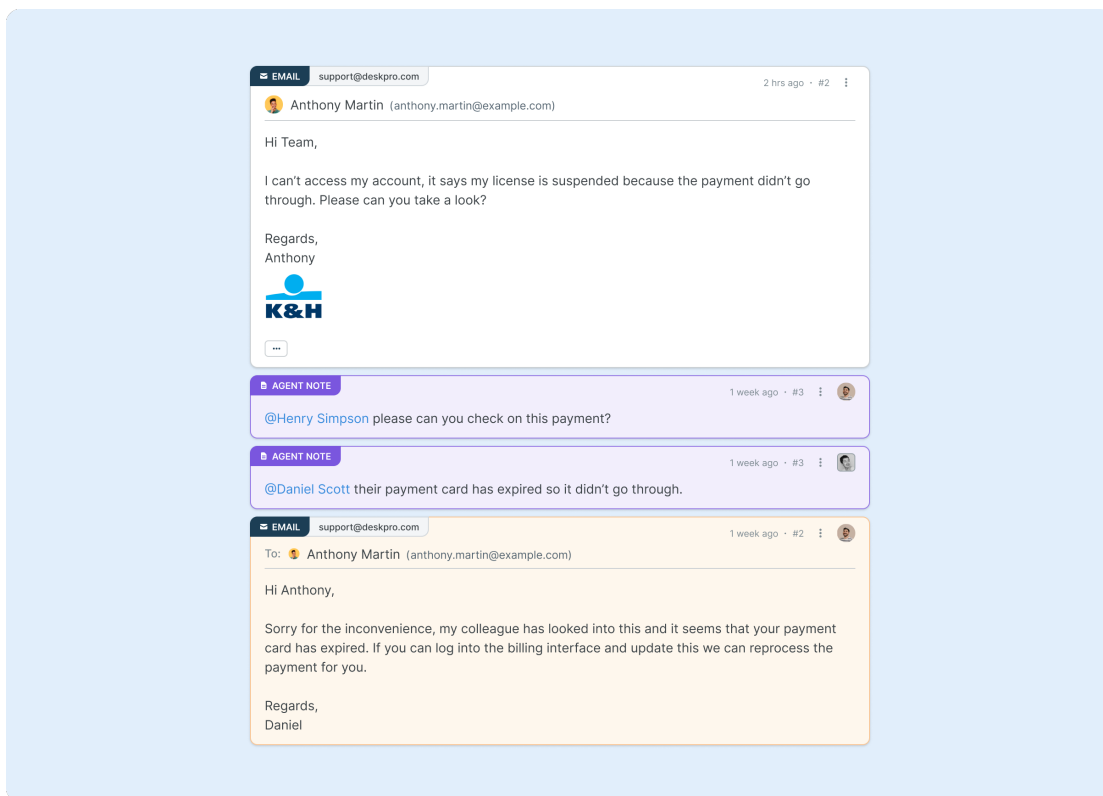 EMAIL support@deskpro.com
2 hrs ago · #2
Anthony Martin (anthony.martin@example.com)
Hi Team,
I can’t access my account, it says my license is suspended because the payment didn’t go
through. Please can you take a look?
Regards,
Anthony
K&H
AGENT NOTE
1 week ago · #3
@Henry Simpson please can you check on this payment?
AGENT NOTE
1 week ago · #3
@Daniel Scott their payment card has expired so it didn’t go through.
EMAIL support@deskpro.com
1 week ago · #2
To: Anthony Martin (anthony.martin@example.com)
Hi Anthony,
Sorry for the inconvenience, my colleague has looked into this and it seems that your payment
card has expired. If you can log into the billing interface and update this we can reprocess the
payment for you.
Regards,
Daniel